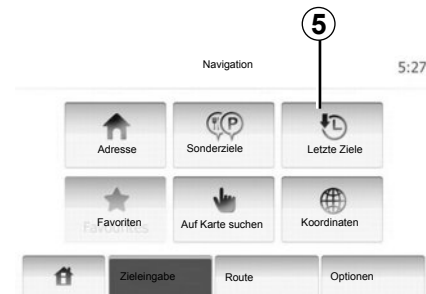 5
Navigation 5:27
Adresse Sonderziele Letzte Ziele
P
Favoriten Auf Karte suchen Koordinaten
Zieleingabe Route Optionen